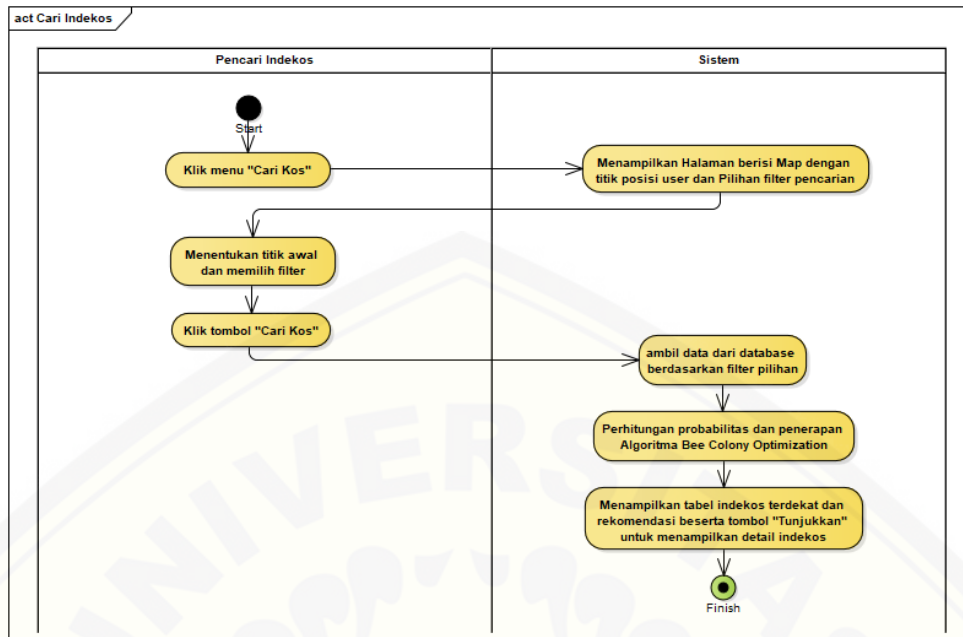 act Cari Indekos
Pencari Indekos
Sistem
Start
Klik menu "Cari Kos"
Menampilkan Halaman berisi Map dengan
titik posisi user dan Pilihan filter pencarian
Menentukan titik awal
dan memilih filter
Klik tombol "Cari Kos"
ambil data dari database
berdasarkan filter pilihan
Perhitungan probabilitas dan penerapan
Algoritma Bee Colony Optimization
Menampilkan tabel indekos terdekat dan
rekomendasi beserta tombol "Tunjukkan"
untuk menampilkan detail indekos
Finish
UNIVERSITA